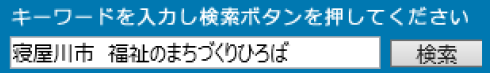 キーワードを入力し検索ボタンを押してください
寝屋川市　福祉のまちづくりひろば 検索